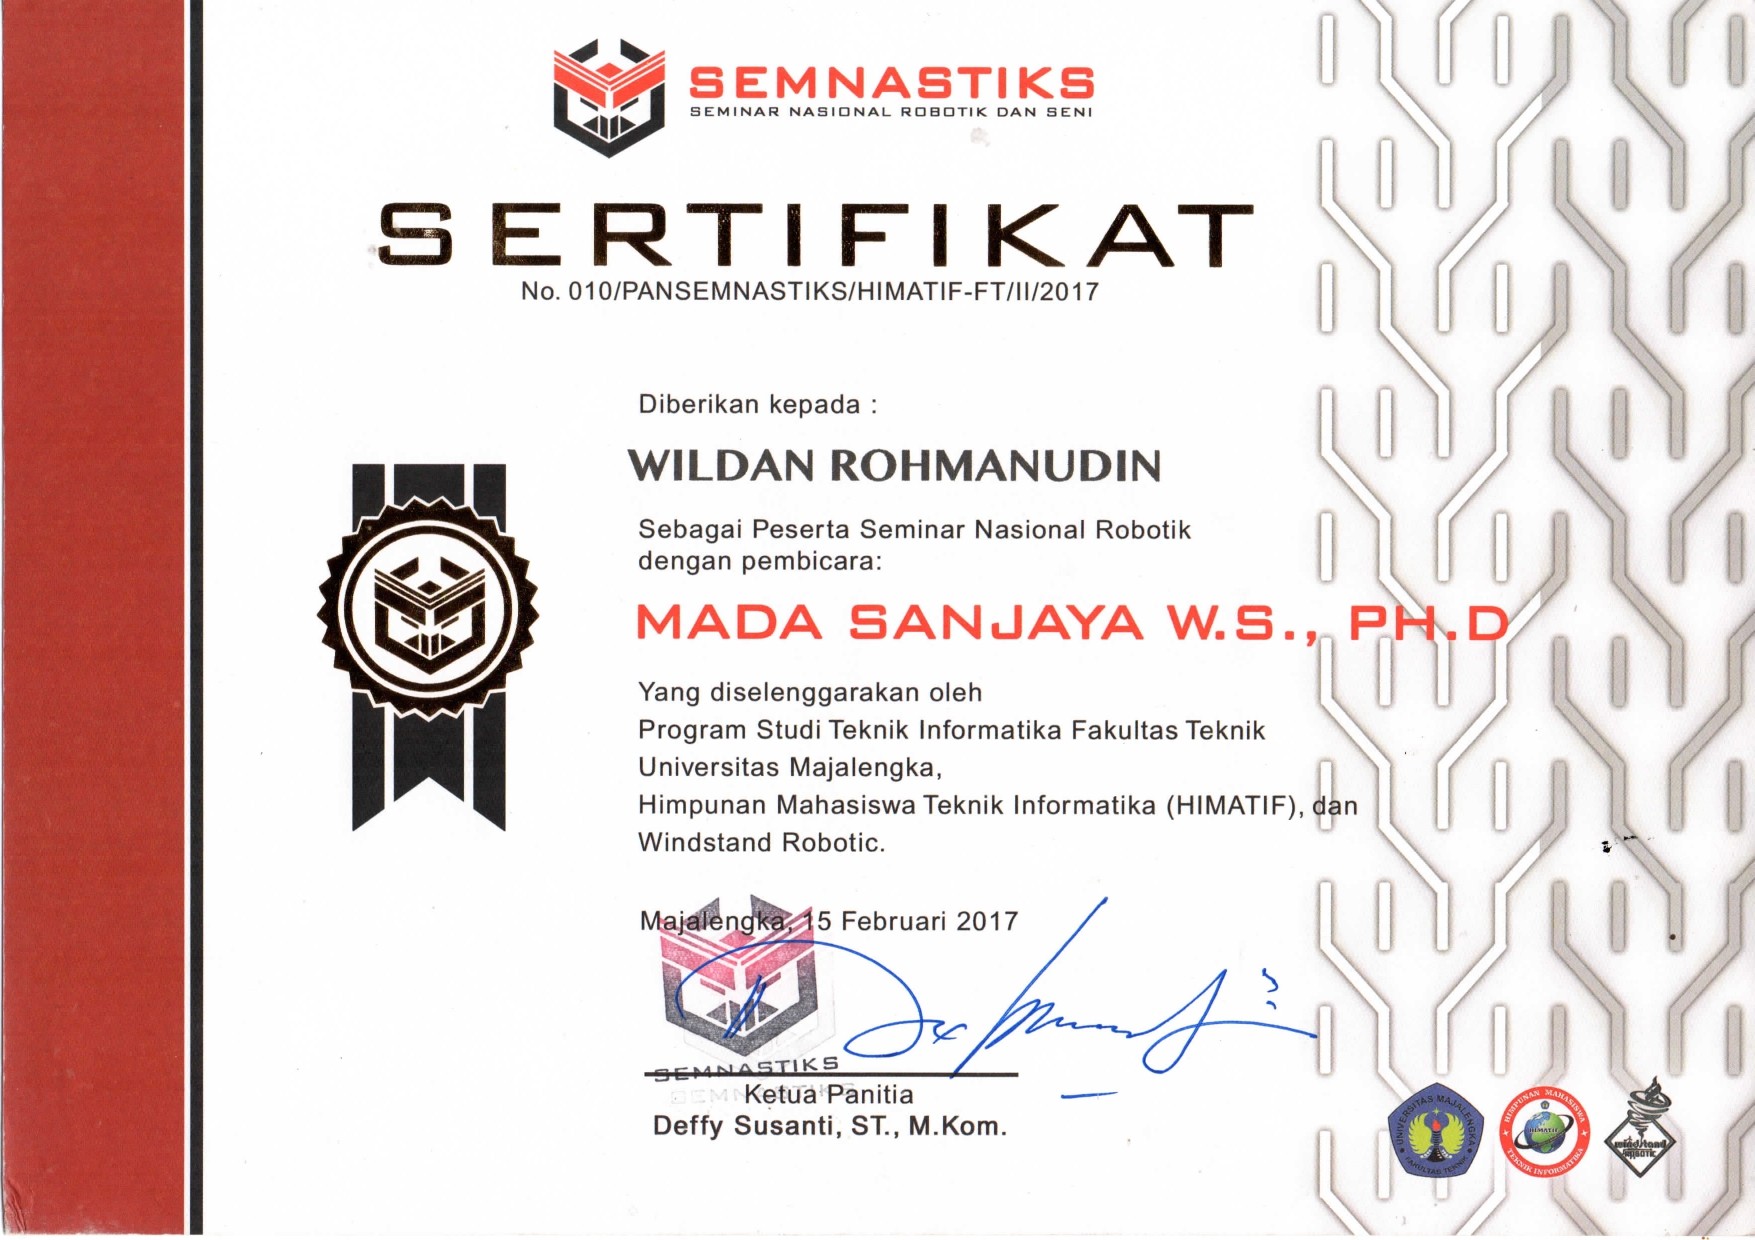 SEMNASTIKS
SEMINAR NASIONAL ROBOTIK DAN SENI
SERTIFIKAT
No. 010/PANSEMNASTIKS/HIMATIF-FT/II/2017
Diberikan kepada :
WILDAN ROHMANUDIN
Sebagai Peserta Seminar Nasional Robotik
dengan pembicara:
MADA SANJAYA W.S., PH.D
Yang diselenggarakan oleh
Program Studi Teknik Informatika Fakultas Teknik
Universitas Majalengka,
Himpunan Mahasiswa Teknik Informatika (HIMATIF), dan
Windstand Robotic.
Majalengka, 15 Februari 2017
SEMNASTIKS
SEMNASTIKS
Ketua Panitia
Deffy Susanti, ST., M.Kom.
UNIVERSITAS MAJALENGKA
FAKULTAS TEKNIK
HIMPUNAN MAHASISWA
HIMATIF
TEKNIK INFORMATIKA
windstand
ROBOTIC